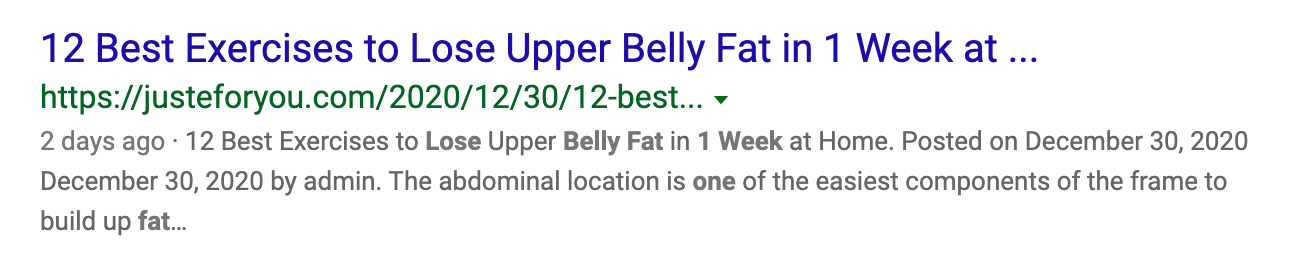 12 Best Exercises to Lose Upper Belly Fat in 1 Week at ...
https://justeforyou.com/2020/12/30/12-best...
2 days ago · 12 Best Exercises to Lose Upper Belly Fat in 1 Week at Home. Posted on December 30, 2020
December 30, 2020 by admin. The abdominal location is one of the easiest components of the frame to
build up fat…